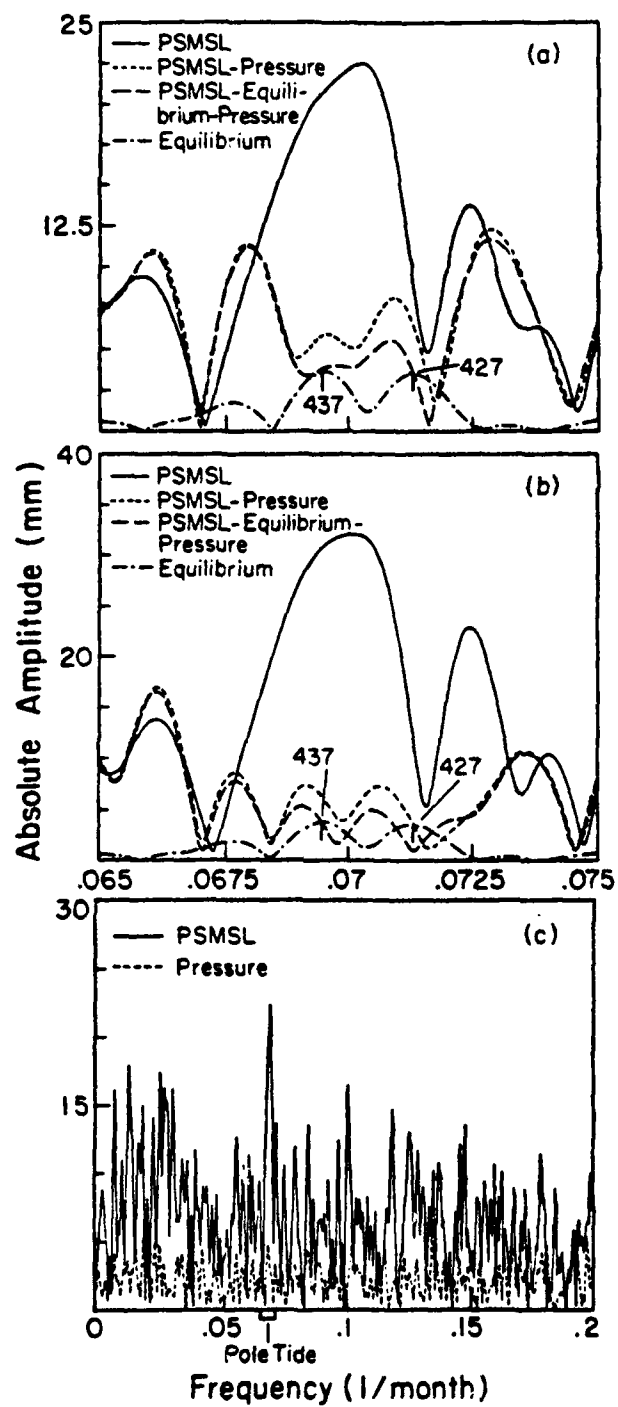 25
PSMSL
(a)
PSMSL-Pressure
PSMSL-Equili-
brium-Pressure
Equilibrium
12.5
427
437
40
PSMSL
(b)
PSMSL-Pressure
PSMSL-Equilibrium-
Pressure
Equilibrium
20
437
427
.065
.0675
.07
.0725
.075
Absolute Amplitude (mm)
30
PSMSL
(c)
Pressure
15
0
.05
.1
.15
.2
Pole Tide
Frequency (1/month)